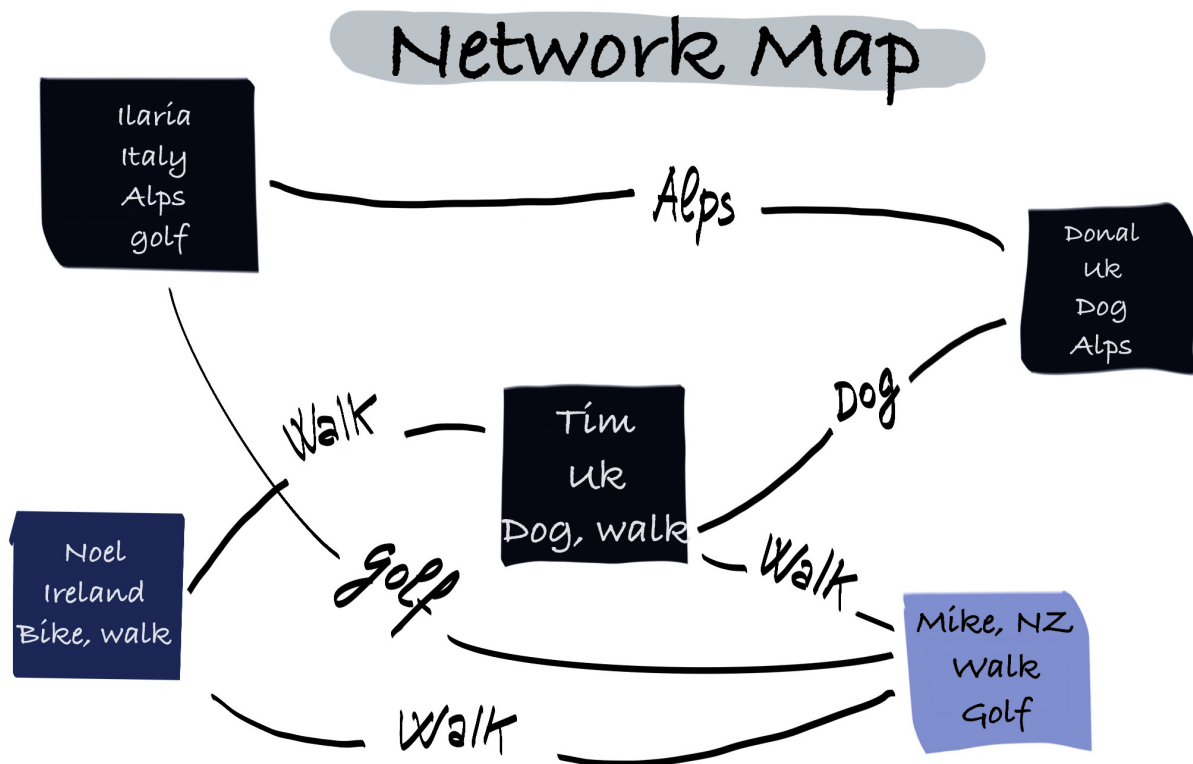 Network Map
Ilaria
Italy
Alps
golf
Alps
Donal
Uk
Dog
Alps
Dog
Walk
Tim
Uk
Dog, walk
Noel
Ireland
Bike, walk
Golf
Walk
Mike, NZ
Walk
Golf
Walk